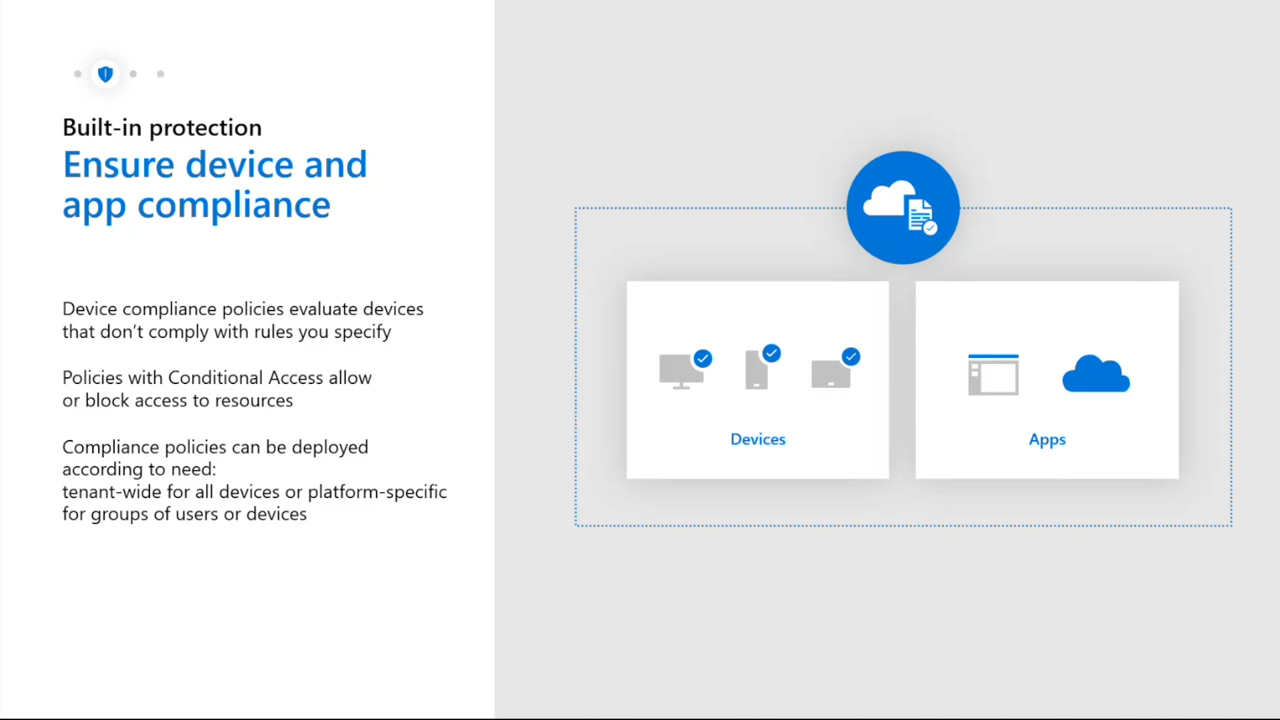 Built-in protection
Ensure device and
app compliance
Device compliance policies evaluate devices
that don’t comply with rules you specify
Policies with Conditional Access allow
or block access to resources
Compliance policies can be deployed
according to need:
tenant-wide for all devices or platform-specific
for groups of users or devices
Devices
Apps